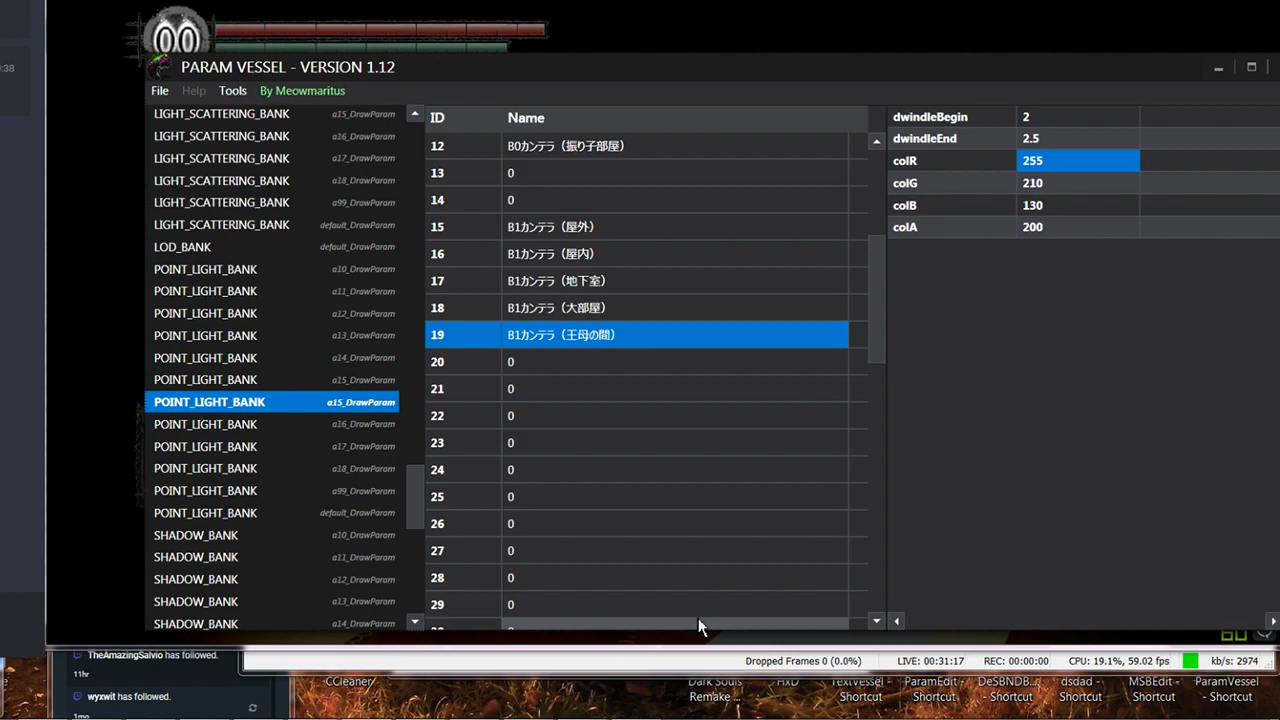 :38
00
PARAM VESSEL - VERSION 1.12
File Help Tools By Meowmaritus
LIGHT_SCATTERING_BANK a15_DrawParam
LIGHT_SCATTERING_BANK a16_DrawParam
LIGHT_SCATTERING_BANK a17_DrawParam
LIGHT_SCATTERING_BANK a18_DrawParam
LIGHT_SCATTERING_BANK a99_DrawParam
LIGHT_SCATTERING_BANK default_DrawParam
LOD_BANK default_DrawParam
POINT_LIGHT_BANK a10_DrawParam
POINT_LIGHT_BANK a11_DrawParam
POINT_LIGHT_BANK a12_DrawParam
POINT_LIGHT_BANK a13_DrawParam
POINT_LIGHT_BANK a14_DrawParam
POINT_LIGHT_BANK a15_DrawParam
POINT_LIGHT_BANK a15_DrawParam
POINT_LIGHT_BANK a16_DrawParam
POINT_LIGHT_BANK a17_DrawParam
POINT_LIGHT_BANK a18_DrawParam
POINT_LIGHT_BANK a99_DrawParam
POINT_LIGHT_BANK default_DrawParam
SHADOW_BANK a10_DrawParam
SHADOW_BANK a11_DrawParam
SHADOW_BANK a12_DrawParam
SHADOW_BANK a13_DrawParam
SHADOW_BANK a14_DrawParam
ID Name
12 B0カンテラ（振り子部屋）
13 0
14 0
15 B1カンテラ（屋外）
16 B1カンテラ（屋内）
17 B1カンテラ（地下室）
18 B1カンテラ（大部屋）
19 B1カンテラ（王母の間）
20 0
21 0
22 0
23 0
24 0
25 0
26 0
27 0
28 0
29 0
dwindleBegin 2
dwindleEnd 2.5
colR 255
colG 210
colB 130
colA 200
TheAmazingSalvio has followed.
11hr
wyxwit has followed.
1mo
Dropped Frames 0 (0.0%) LIVE: 00:31:17 REC: 00:00:00 CPU: 19.1%, 59.02 fps kb/s: 2974
CCleaner
Dark Souls
Remake ...
HxD
TextVessel -
Shortcut
ParamEdit -
Shortcut
DeSBNDB...
- Shortcut
dsdad -
Shortcut
MSBEdit -
Shortcut
ParamVessel
- Shortcut